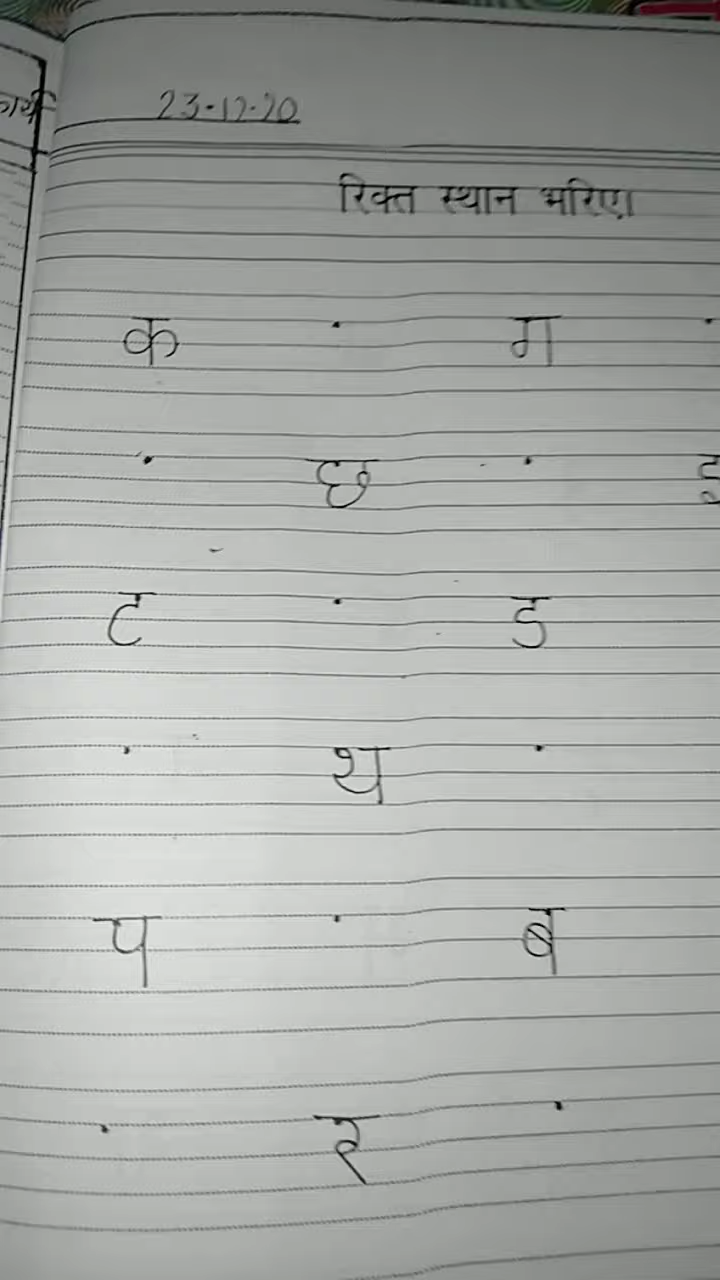 23-12-20
रिक्त स्थान भरिए।
क . ग .
. छ .
ट . ड
. थ .
प . ब
. र .